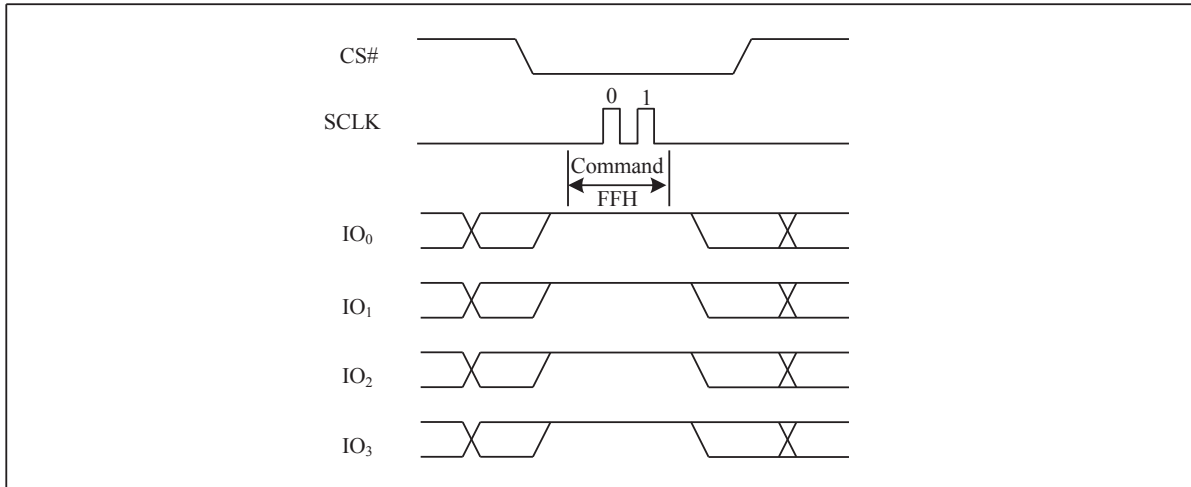 CS#
0 1
SCLK
Command
FFH
IO0
IO1
IO2
IO3